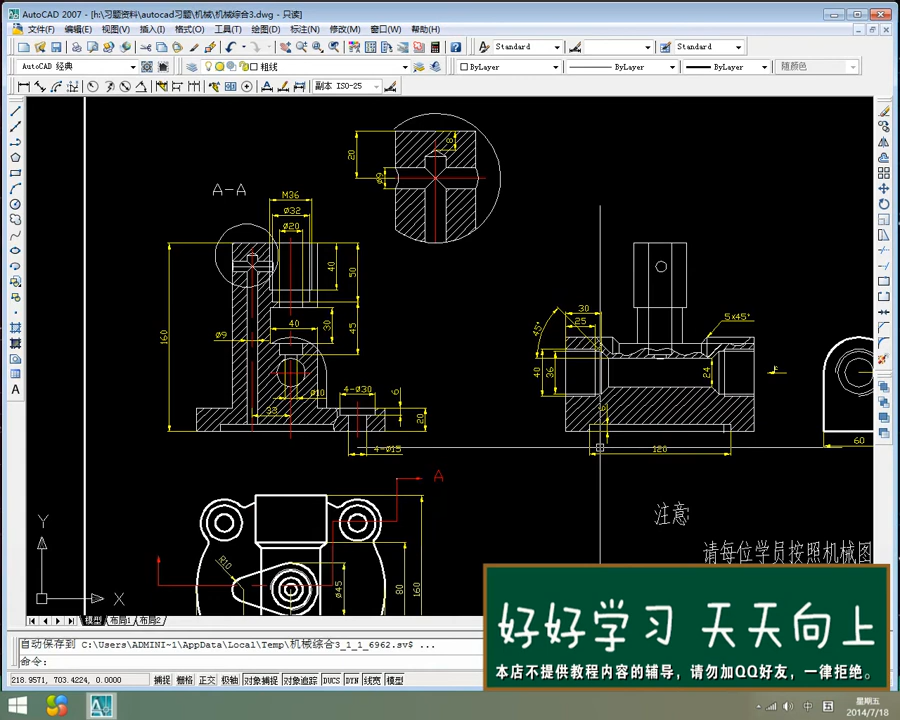 AutoCAD 2007 - [h:\习题资料\autocad习题\机械\机械综合3.dwg - 只读]
文件(F) 编辑(E) 视图(V) 插入(I) 格式(O) 工具(T) 绘图(D) 标注(N) 修改(M) 窗口(W) 帮助(H)
Standard Standard
AutoCAD 经典 粗线 ByLayer ByLayer ByLayer 随颜色
副本 ISO-25
20
8
Ø9
A-A
M36
Ø32
Ø20
40
50
30
45
40
160
Ø9
Ø10
33
4-Ø30
6
20
4-Ø15
30
25
45°
5x45°
40
36
24
6
120
60
A
注意
请每位学员按照机械图
R10
Ø45
80
160
Y
X
模型 布局1 布局2
自动保存到 C:\Users\ADMINI~1\AppData\Local\Temp\机械综合3_1_1_6962.sv$ ...
命令:
218.9571, 703.4224, 0.0000 捕捉 栅格 正交 极轴 对象捕捉 对象追踪 DUCS DYN 线宽 模型
好好学习 天天向上
本店不提供教程内容的辅导，请勿加QQ好友，一律拒绝。
中
星期五
2014/7/18